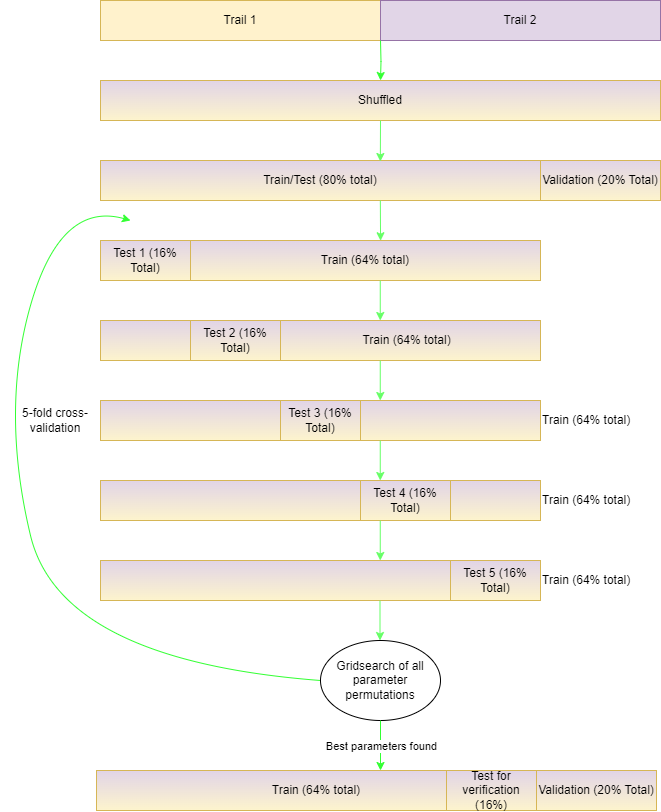 Trail 1
Trail 2
Shuffled
Train/Test (80% total)
Validation (20% Total)
Test 1 (16%
Total)
Train (64% total)
Test 2 (16%
Total)
Train (64% total)
5-fold cross-
validation
Test 3 (16%
Total)
Train (64% total)
Test 4 (16%
Total)
Train (64% total)
Test 5 (16%
Total)
Train (64% total)
Gridsearch of all
parameter
permutations
Best parameters found
Train (64% total)
Test for
verification
(16%)
Validation (20% Total)